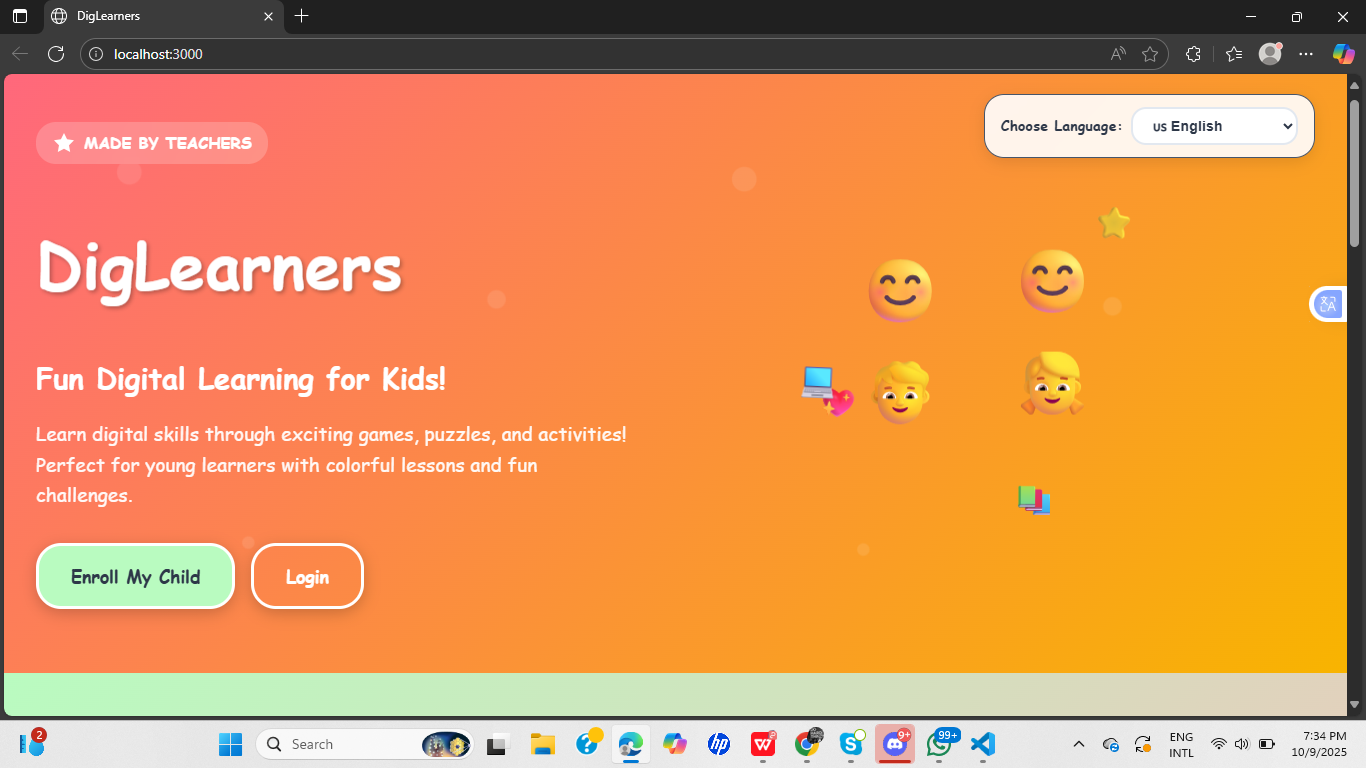 DigLearners
localhost:3000
MADE BY TEACHERS
Choose Language:
US English
DigLearners
Fun Digital Learning for Kids!
Learn digital skills through exciting games, puzzles, and activities!
Perfect for young learners with colorful lessons and fun
challenges.
Enroll My Child
Login
2
Search
hp
9+
99+
ENG
INTL
7:34 PM
10/9/2025